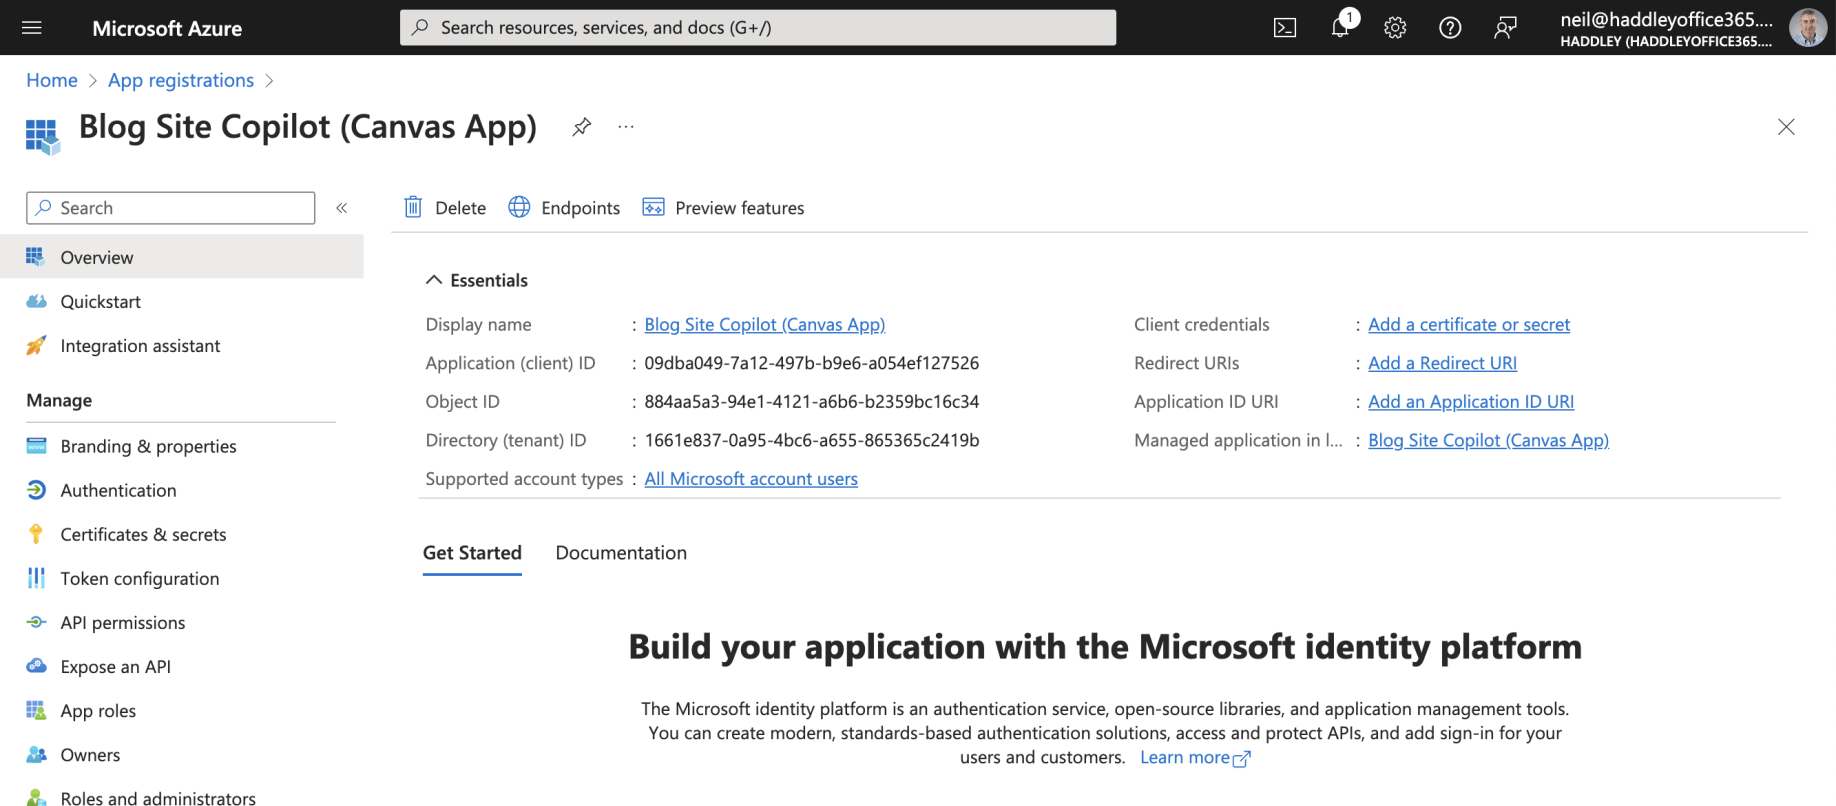 Microsoft Azure
Search resources, services, and docs (G+/)
1
neil@haddleyoffice365....
HADDLEY (HADDLEYOFFICE365....
Home > App registrations >
Blog Site Copilot (Canvas App)
Search
«
Delete
Endpoints
Preview features
Overview
Quickstart
Integration assistant
Manage
Branding & properties
Authentication
Certificates & secrets
Token configuration
API permissions
Expose an API
App roles
Owners
Roles and administrators
Essentials
Display name : Blog Site Copilot (Canvas App)
Application (client) ID : 09dba049-7a12-497b-b9e6-a054ef127526
Object ID : 884aa5a3-94e1-4121-a6b6-b2359bc16c34
Directory (tenant) ID : 1661e837-0a95-4bc6-a655-865365c2419b
Supported account types : All Microsoft account users
Client credentials : Add a certificate or secret
Redirect URIs : Add a Redirect URI
Application ID URI : Add an Application ID URI
Managed application in l... : Blog Site Copilot (Canvas App)
Get Started
Documentation
Build your application with the Microsoft identity platform
The Microsoft identity platform is an authentication service, open-source libraries, and application management tools.
You can create modern, standards-based authentication solutions, access and protect APIs, and add sign-in for your
users and customers. Learn more